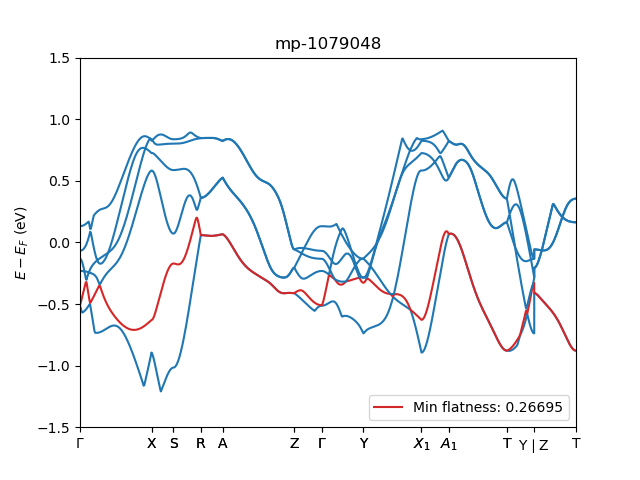 mp-1079048
1.5
1.0
0.5
0.0
−0.5
−1.0
−1.5
E − E_F (eV)
Min flatness: 0.26695
Γ X S R A Z Γ Y X₁ A₁ T Y | Z T